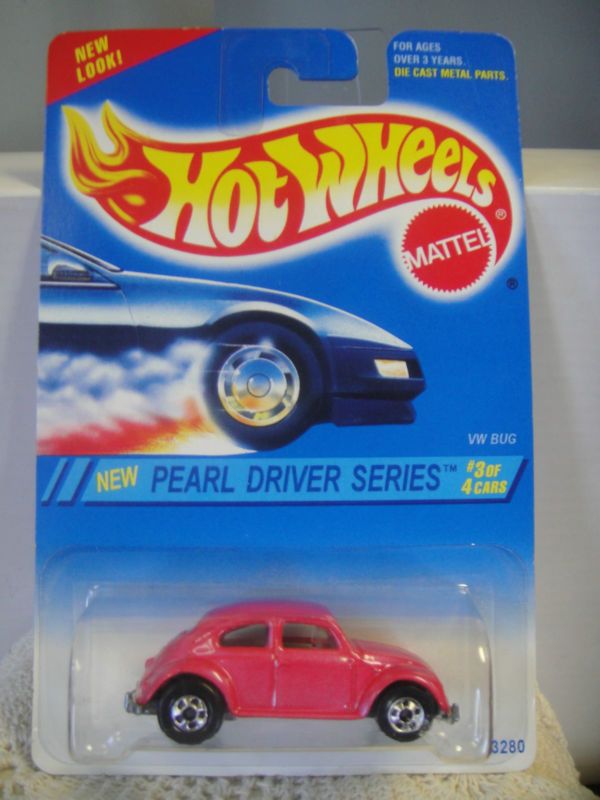 NEW
LOOK!
FOR AGES
OVER 3 YEARS.
DIE CAST METAL PARTS.
HOT WHEELS®
MATTEL
®
VW BUG
NEW PEARL DRIVER SERIES™ #3 OF
4 CARS
3280